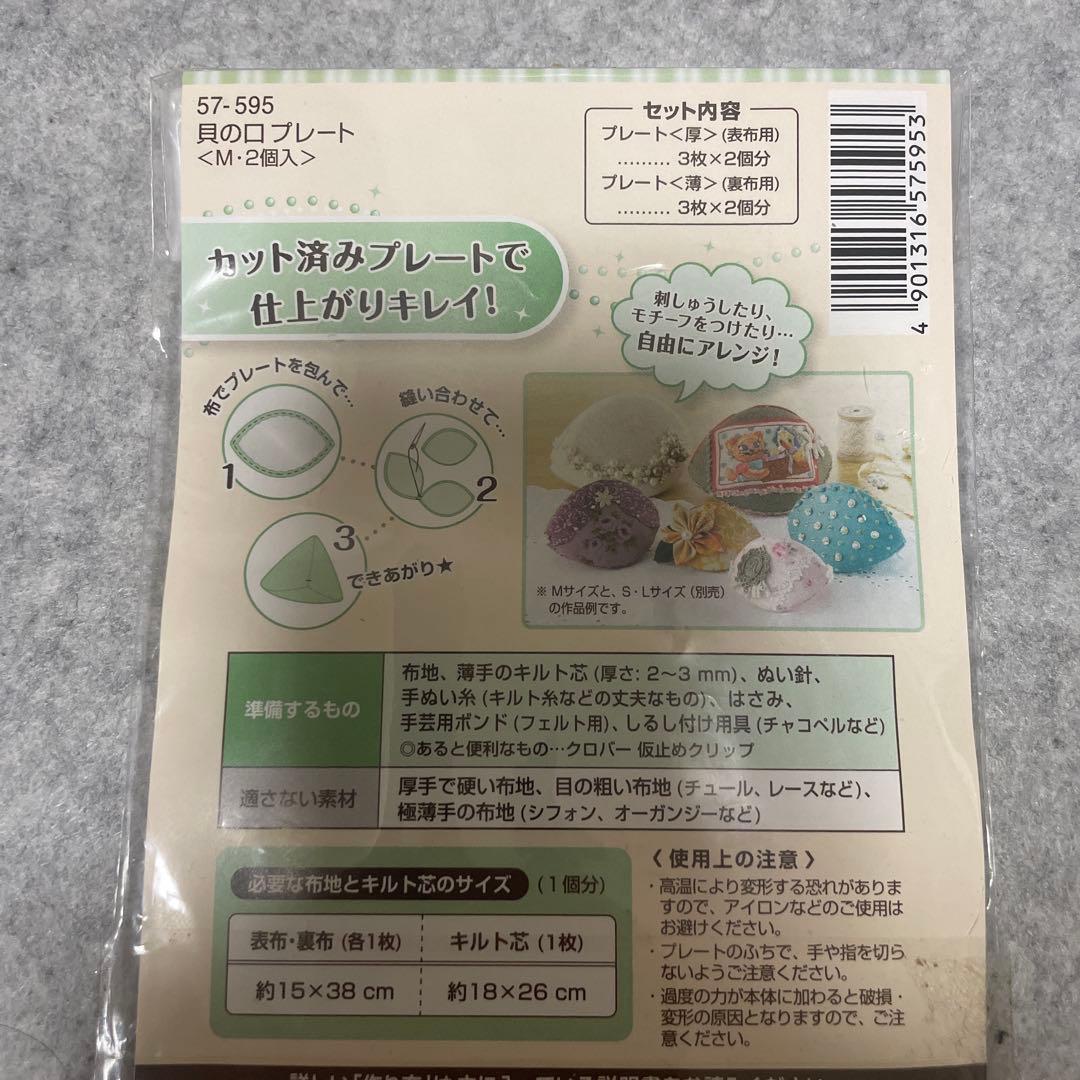 57-595
貝の口 プレート
＜M・2個入＞
セット内容
プレート＜厚＞(表布用)
……… 3枚×2個分
プレート＜薄＞(裏布用)
……… 3枚×2個分
4 901316 575953
カット済みプレートで
仕上がりキレイ!
刺しゅうしたり、
モチーフをつけたり…
自由にアレンジ!
布でプレートを包んで…
1
縫い合わせて…
2
3
できあがり★
※ Mサイズと、S・Lサイズ(別売)
の作品例です。
準備するもの
布地、薄手のキルト芯(厚さ: 2〜3 mm)、ぬい針、
手ぬい糸(キルト糸などの丈夫なもの)、はさみ、
手芸用ボンド(フェルト用)、しるし付け用具(チャコペルなど)
◎あると便利なもの…クロバー 仮止めクリップ
適さない素材
厚手で硬い布地、目の粗い布地(チュール、レースなど)、
極薄手の布地(シフォン、オーガンジーなど)
必要な布地とキルト芯のサイズ (1個分)
表布・裏布(各1枚) キルト芯(1枚)
約15×38 cm 約18×26 cm
〈使用上の注意〉
・高温により変形する恐れがありま
すので、アイロンなどのご使用は
お避けください。
・プレートのふちで、手や指を切ら
ないようご注意ください。
・過度の力が本体に加わると破損・
変形の原因となりますので、ご注
意ください。